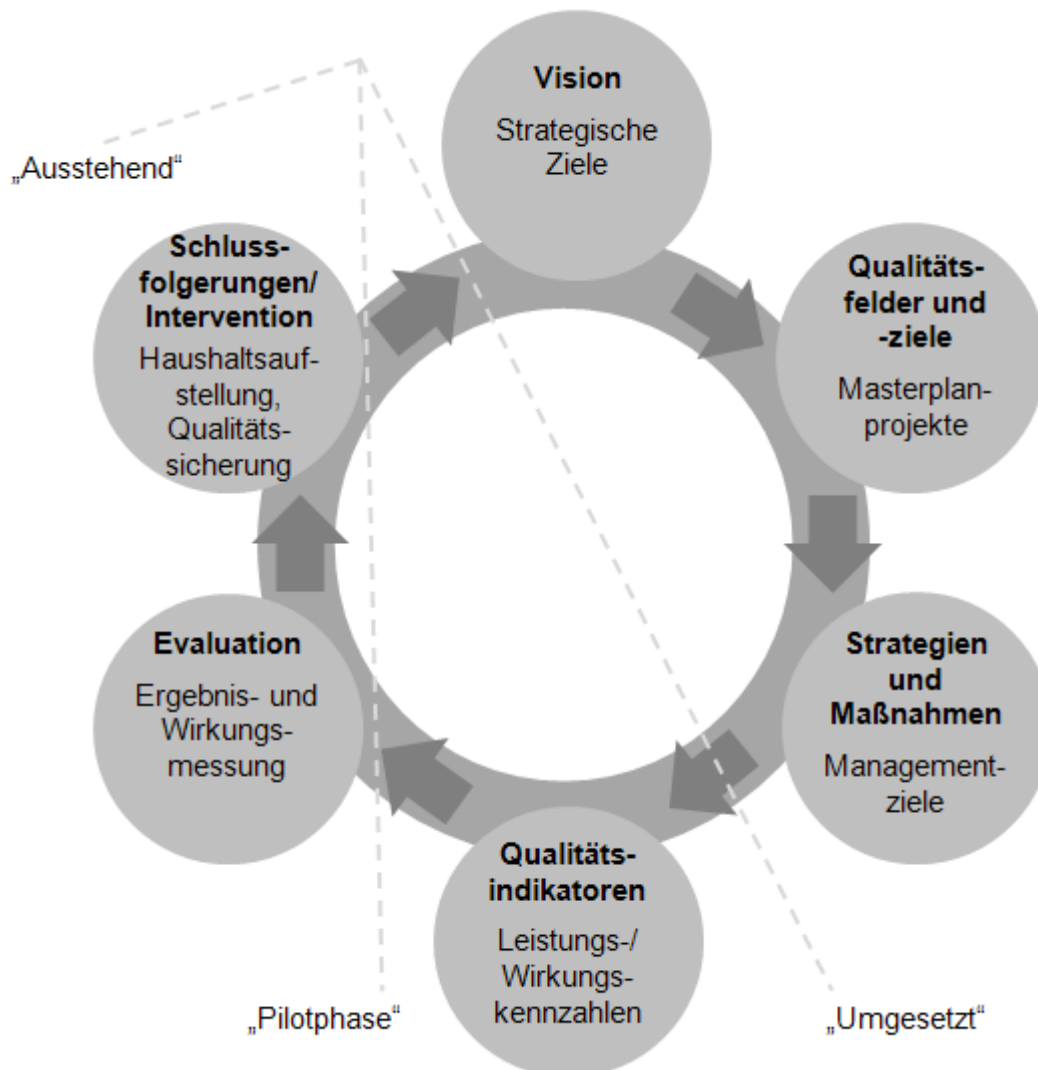 Vision
Strategische
Ziele
„Ausstehend“
Schluss-
folgerungen/
Intervention
Haushaltsauf-
stellung,
Qualitäts-
sicherung
Qualitäts-
felder und
-ziele
Masterplan-
projekte
Evaluation
Ergebnis- und
Wirkungs-
messung
Strategien
und
Maßnahmen
Management-
ziele
Qualitäts-
indikatoren
Leistungs-/
Wirkungs-
kennzahlen
„Pilotphase“
„Umgesetzt“